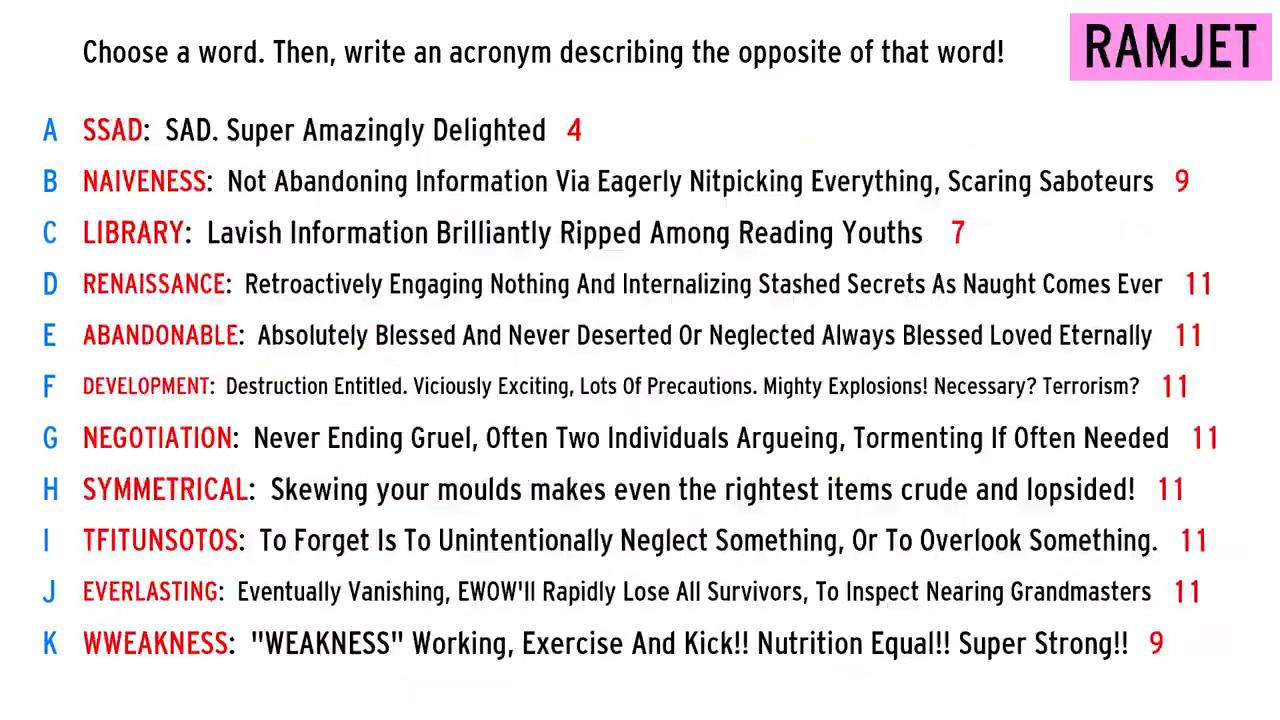 Choose a word. Then, write an acronym describing the opposite of that word!
RAMJET
A SSAD: SAD. Super Amazingly Delighted 4
B NAIVENESS: Not Abandoning Information Via Eagerly Nitpicking Everything, Scaring Saboteurs 9
C LIBRARY: Lavish Information Brilliantly Ripped Among Reading Youths 7
D RENAISSANCE: Retroactively Engaging Nothing And Internalizing Stashed Secrets As Naught Comes Ever 11
E ABANDONABLE: Absolutely Blessed And Never Deserted Or Neglected Always Blessed Loved Eternally 11
F DEVELOPMENT: Destruction Entitled. Viciously Exciting, Lots Of Precautions. Mighty Explosions! Necessary? Terrorism? 11
G NEGOTIATION: Never Ending Gruel, Often Two Individuals Argueing, Tormenting If Often Needed 11
H SYMMETRICAL: Skewing your moulds makes even the rightest items crude and lopsided! 11
I TFITUNSOTOS: To Forget Is To Unintentionally Neglect Something, Or To Overlook Something. 11
J EVERLASTING: Eventually Vanishing, EWOW'll Rapidly Lose All Survivors, To Inspect Nearing Grandmasters 11
K WWEAKNESS: "WEAKNESS" Working, Exercise And Kick!! Nutrition Equal!! Super Strong!! 9